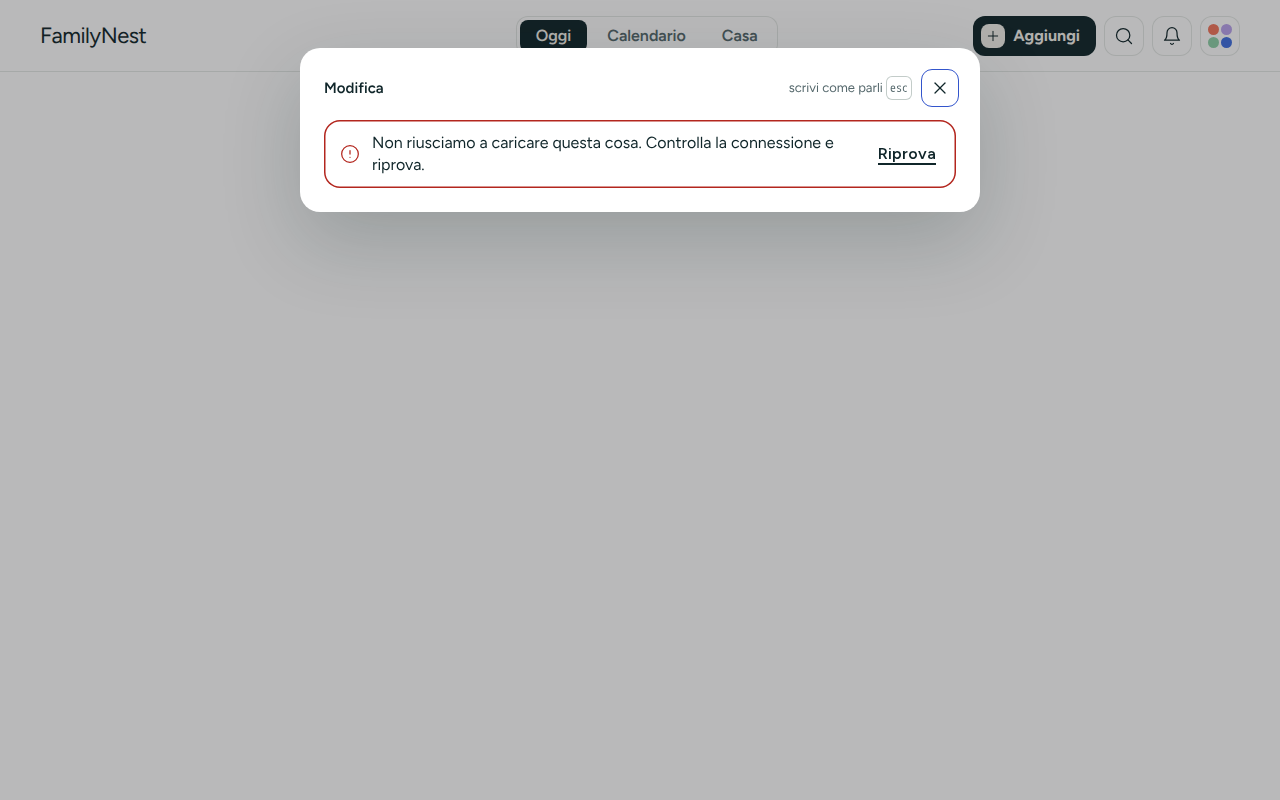 FamilyNest
Oggi
Calendario
Casa
Aggiungi
Modifica
scrivi come parli esc
Non riusciamo a caricare questa cosa. Controlla la connessione e
riprova.
Riprova